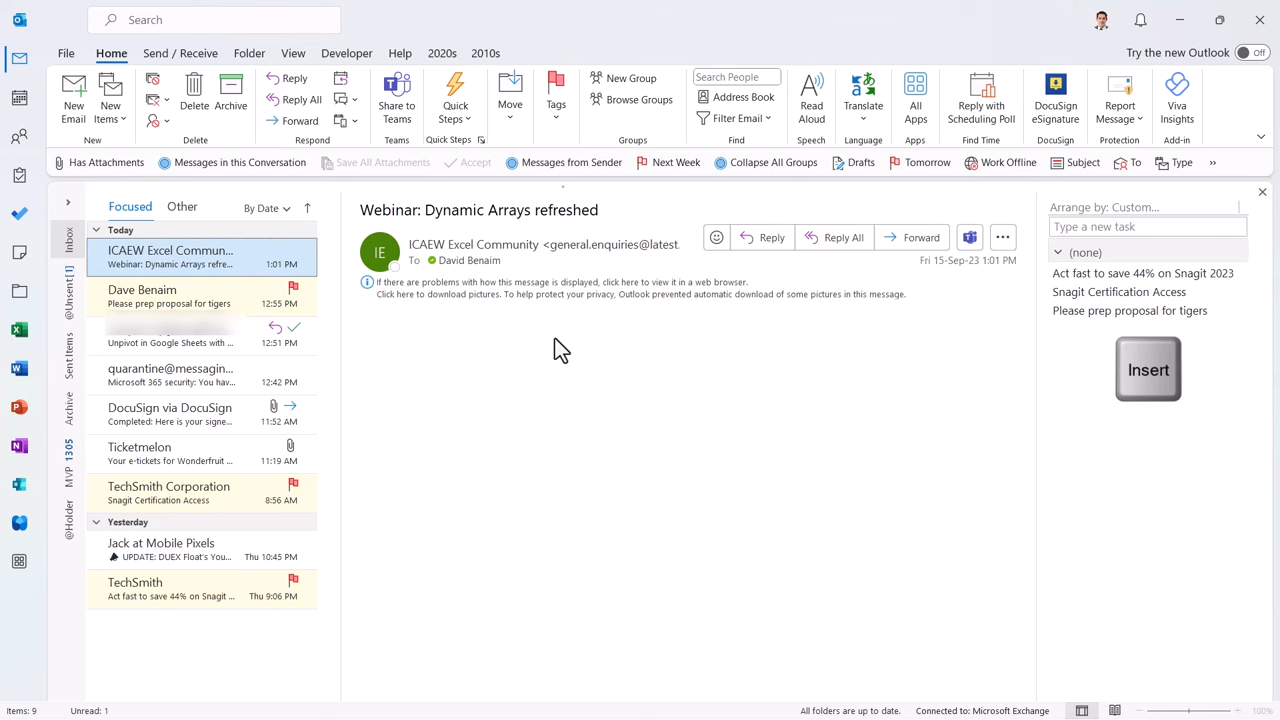 Search
File Home Send / Receive Folder View Developer Help 2020s 2010s
Try the new Outlook Off
New Email
New Items
New
Delete
Archive
Delete
Reply
Reply All
Forward
Respond
Share to Teams
Teams
Quick Steps
Quick Steps
Move
Tags
New Group
Browse Groups
Groups
Search People
Address Book
Filter Email
Find
Read Aloud
Speech
Translate
Language
All Apps
Apps
Reply with Scheduling Poll
Find Time
DocuSign eSignature
DocuSign
Report Message
Protection
Viva Insights
Add-in
Has Attachments Messages in this Conversation Save All Attachments Accept Messages from Sender Next Week Collapse All Groups Drafts Tomorrow Work Offline Subject To Type »
Inbox
@Unsent [1]
Sent Items
Archive
MVP 1305
@Holder
Focused Other By Date
Today
ICAEW Excel Commun...
Webinar: Dynamic Arrays refre... 1:01 PM
Dave Benaim
Please prep proposal for tigers 12:55 PM
Unpivot in Google Sheets with ... 12:51 PM
quarantine@messagin...
Microsoft 365 security: You hav... 12:42 PM
DocuSign via DocuSign
Completed: Here is your signe... 11:52 AM
Ticketmelon
Your e-tickets for Wonderfruit ... 11:19 AM
TechSmith Corporation
Snagit Certification Access 8:56 AM
Yesterday
Jack at Mobile Pixels
UPDATE: DUEX Float's You... Thu 10:45 PM
TechSmith
Act fast to save 44% on Snagit ... Thu 9:06 PM
Webinar: Dynamic Arrays refreshed
IE
ICAEW Excel Community <general.enquiries@latest.
To David Benaim
Reply Reply All Forward
Fri 15-Sep-23 1:01 PM
If there are problems with how this message is displayed, click here to view it in a web browser.
Click here to download pictures. To help protect your privacy, Outlook prevented automatic download of some pictures in this message.
Arrange by: Custom...
Type a new task
(none)
Act fast to save 44% on Snagit 2023
Snagit Certification Access
Please prep proposal for tigers
Insert
Items: 9 Unread: 1 All folders are up to date. Connected to: Microsoft Exchange 100%